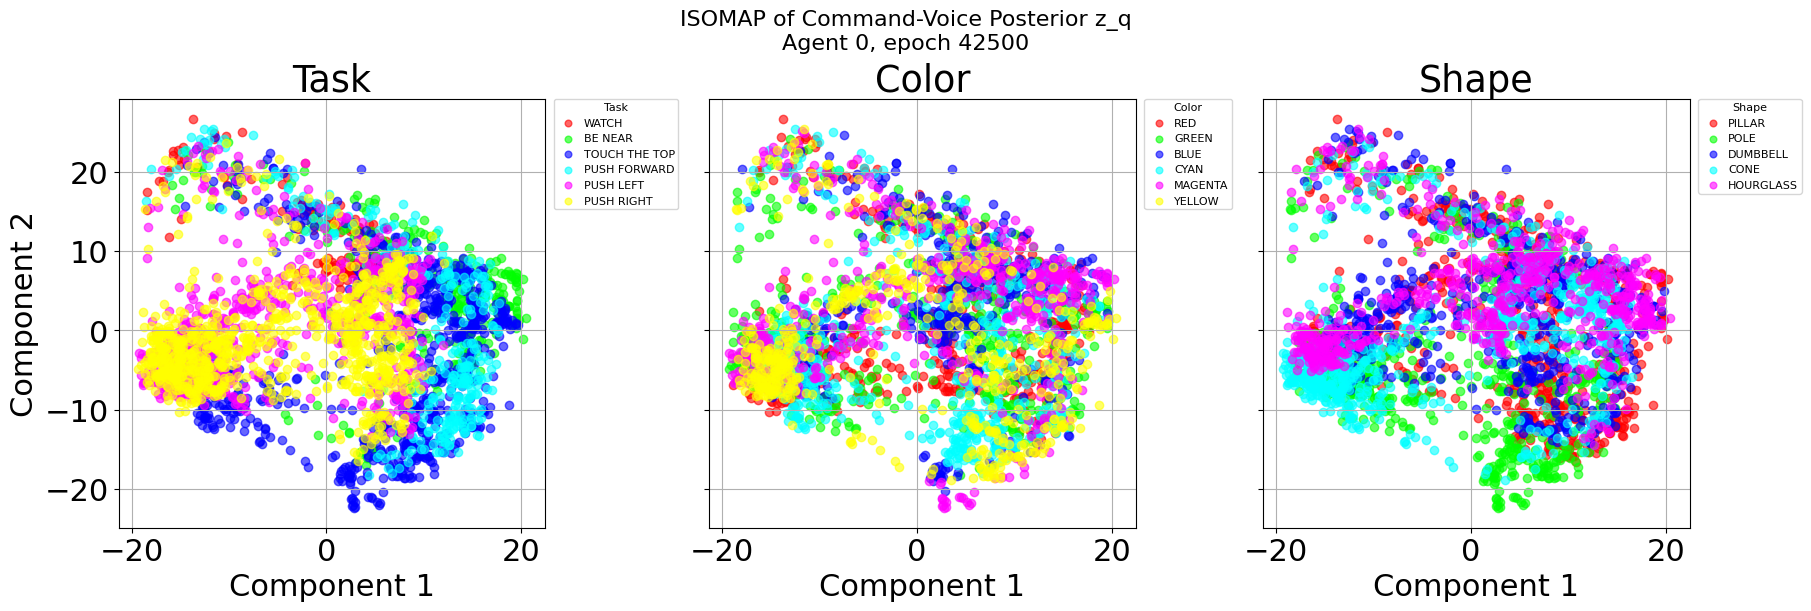 ISOMAP of Command-Voice Posterior z_q
Agent 0, epoch 42500
Task
Color
Shape
Task
WATCH
BE NEAR
TOUCH THE TOP
PUSH FORWARD
PUSH LEFT
PUSH RIGHT
Color
RED
GREEN
BLUE
CYAN
MAGENTA
YELLOW
Shape
PILLAR
POLE
DUMBBELL
CONE
HOURGLASS
Component 2
20
10
0
−10
−20
−20 0 20
−20 0 20
−20 0 20
Component 1
Component 1
Component 1